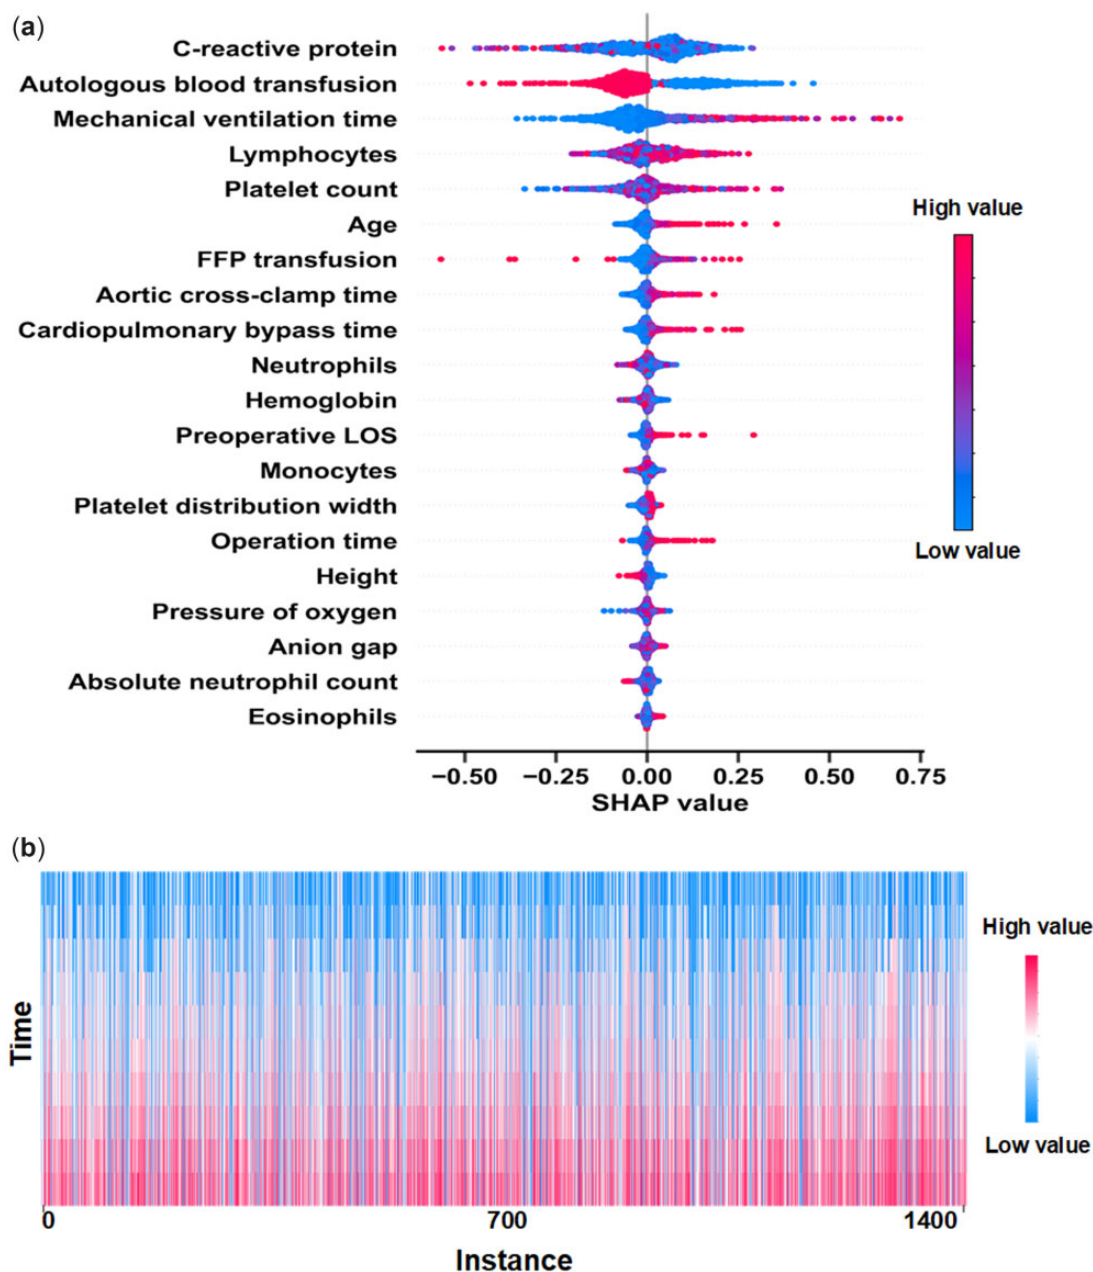 (a)
C-reactive protein
Autologous blood transfusion
Mechanical ventilation time
Lymphocytes
Platelet count
Age
FFP transfusion
Aortic cross-clamp time
Cardiopulmonary bypass time
Neutrophils
Hemoglobin
Preoperative LOS
Monocytes
Platelet distribution width
Operation time
Height
Pressure of oxygen
Anion gap
Absolute neutrophil count
Eosinophils
−0.50 −0.25 0.00 0.25 0.50 0.75
SHAP value
High value
Low value
(b)
Time
0 700 1400
Instance
High value
Low value